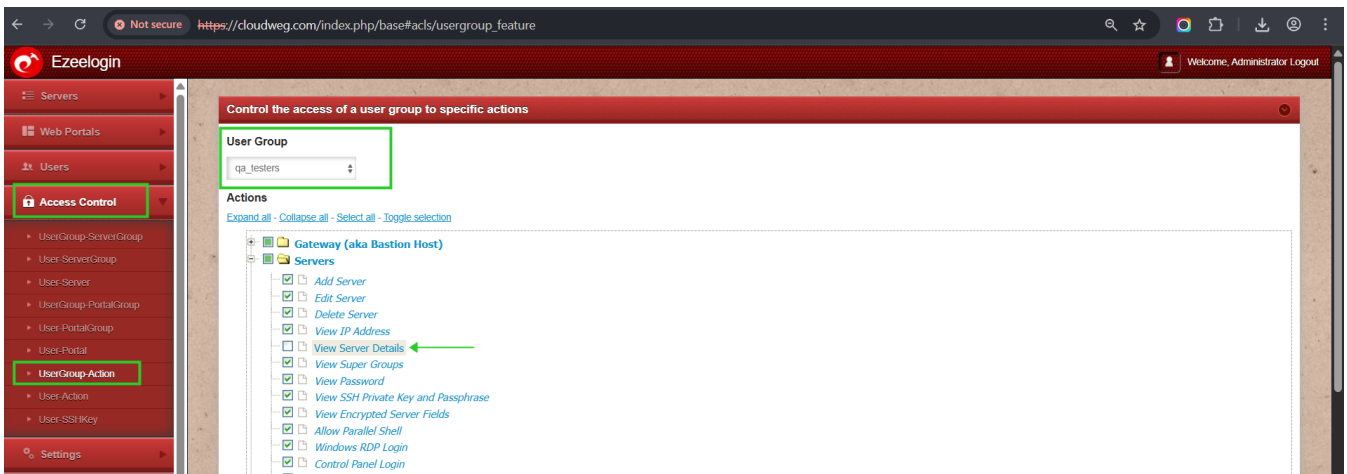 Not secure https://cloudweg.com/index.php/base#acls/usergroup_feature
Ezeelogin
Welcome, Administrator Logout
Servers
Web Portals
Users
Access Control
UserGroup-ServerGroup
User-ServerGroup
User-Server
UserGroup-PortalGroup
User-PortalGroup
User-Portal
UserGroup-Action
User-Action
User-SSHKey
Settings
Control the access of a user group to specific actions
User Group
qa_testers
Actions
Expand all - Collapse all - Select all - Toggle selection
Gateway (aka Bastion Host)
Servers
Add Server
Edit Server
Delete Server
View IP Address
View Server Details
View Super Groups
View Password
View SSH Private Key and Passphrase
View Encrypted Server Fields
Allow Parallel Shell
Windows RDP Login
Control Panel Login